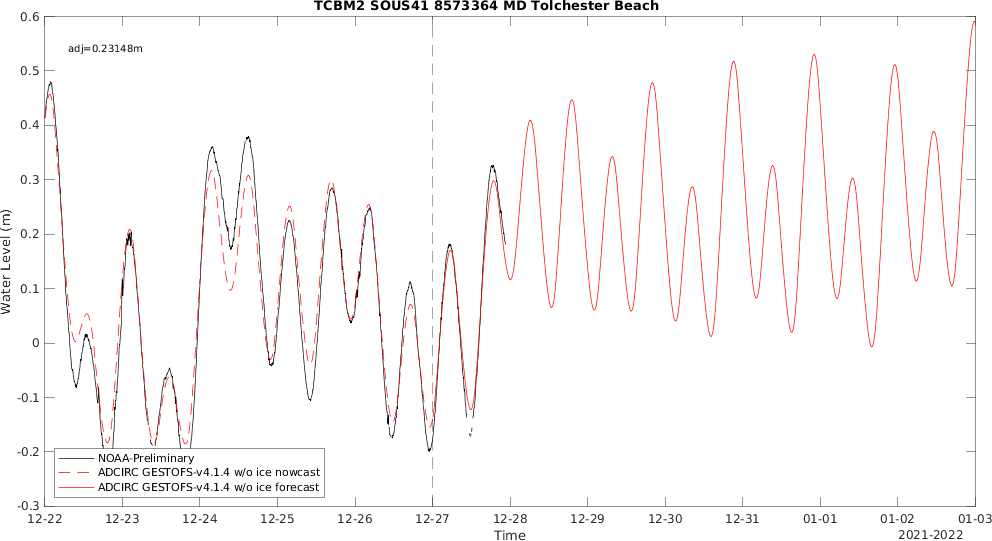 TCBM2 SOUS41 8573364 MD Tolchester Beach
adj=0.23148m
0.6
0.5
0.4
0.3
0.2
0.1
0
-0.1
-0.2
-0.3
Water Level (m)
NOAA-Preliminary
ADCIRC GESTOFS-v4.1.4 w/o ice nowcast
ADCIRC GESTOFS-v4.1.4 w/o ice forecast
12-22 12-23 12-24 12-25 12-26 12-27 12-28 12-29 12-30 12-31 01-01 01-02 01-03
Time
2021-2022